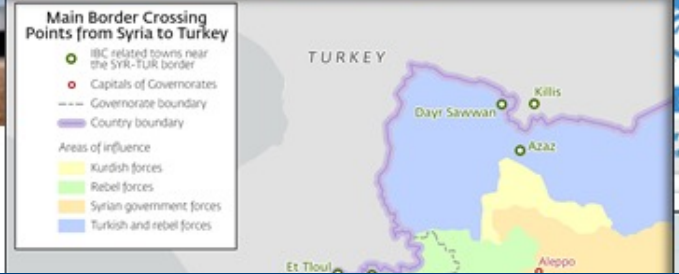 Main Border Crossing
Points from Syria to Turkey
IBC related towns near
the SYR-TUR border
Capitals of Governorates
Governorate boundary
Country boundary
Areas of influence
Kurdish forces
Rebel forces
Syrian government forces
Turkish and rebel forces
TURKEY
Killis
Dayr Sawwan
Azaz
Et Tloul
Aleppo